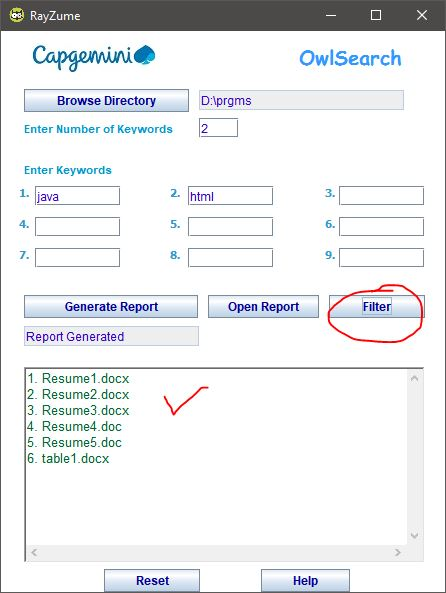 RayZume
Capgemini
OwlSearch
Browse Directory D:\prgms
Enter Number of Keywords 2
Enter Keywords
1. java 2. html 3.
4. 5. 6.
7. 8. 9.
Generate Report Open Report Filter
Report Generated
1. Resume1.docx
2. Resume2.docx
3. Resume3.docx
4. Resume4.doc
5. Resume5.doc
6. table1.docx
Reset Help